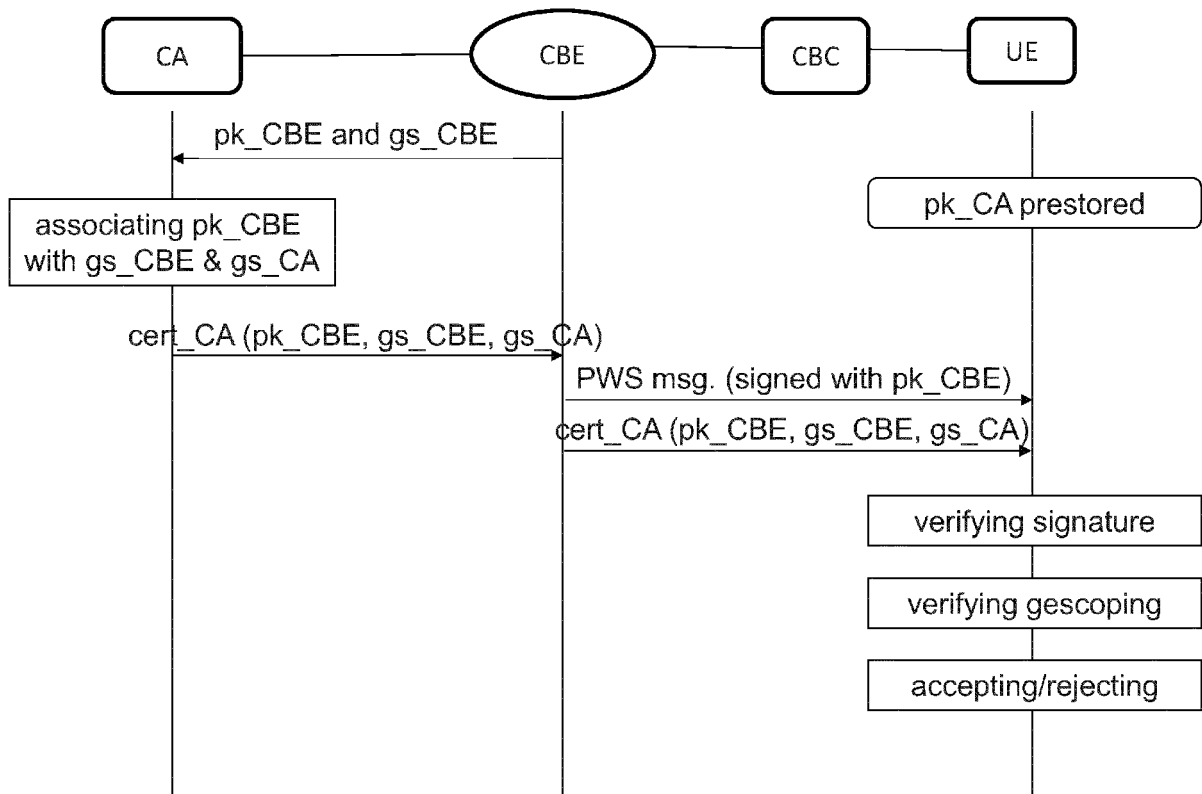 CA
CBE
CBC
UE
pk_CBE and gs_CBE
pk_CA prestored
associating pk_CBE
with gs_CBE & gs_CA
cert_CA (pk_CBE, gs_CBE, gs_CA)
PWS msg. (signed with pk_CBE)
cert_CA (pk_CBE, gs_CBE, gs_CA)
verifying signature
verifying gescoping
accepting/rejecting